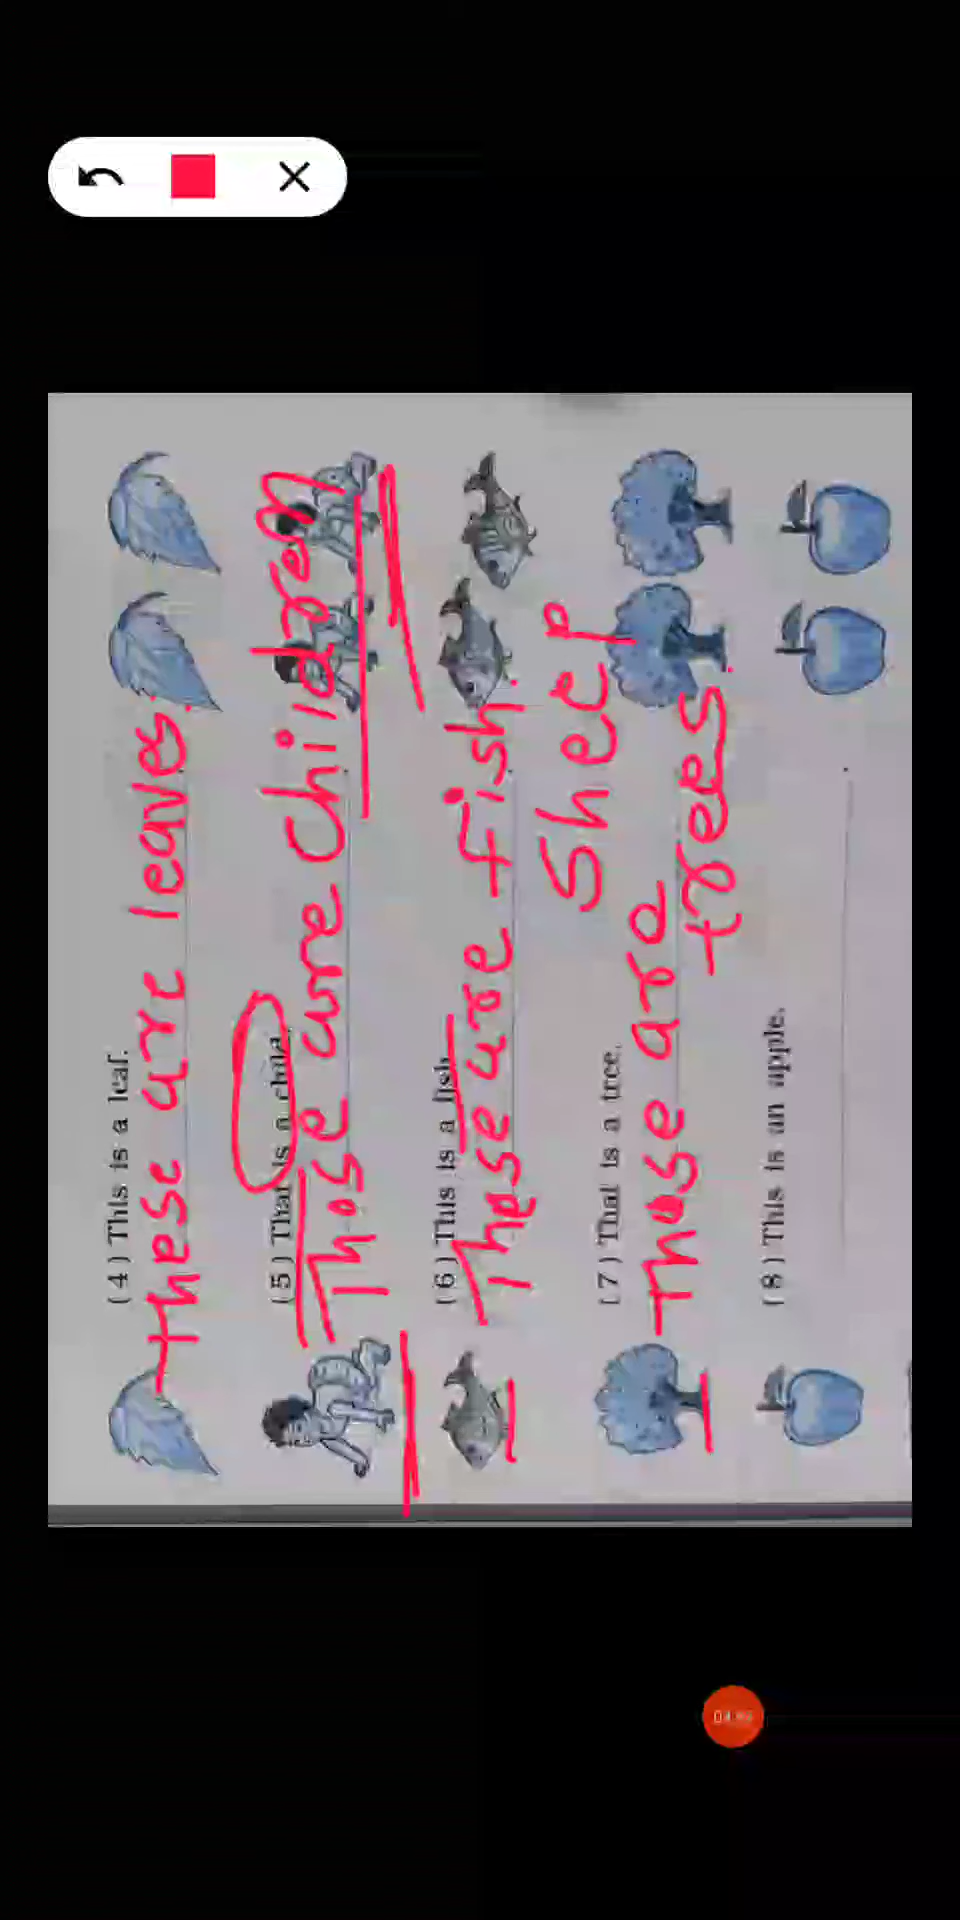 (4) This is a leaf.
These are leaves.
(5) That is a child.
Those are Children
(6) This is a fish.
These are Fish.
Sheep
(7) That is a tree.
Those are
trees.
(8) This is an apple.